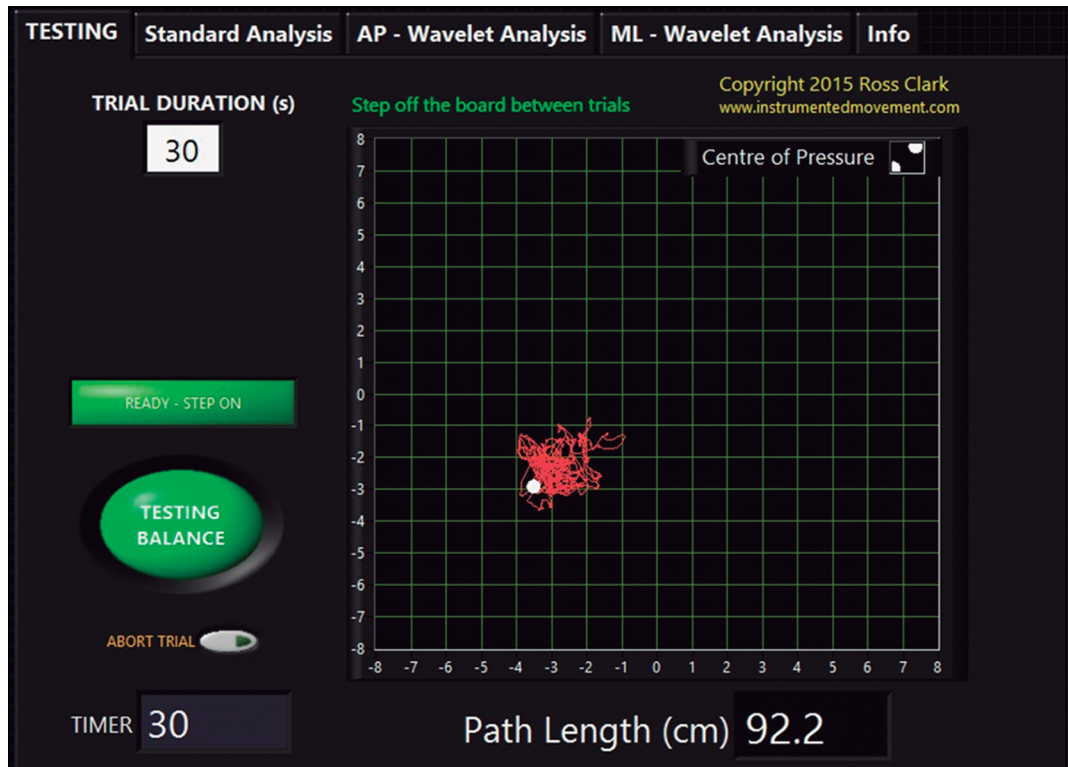 TESTING
Standard Analysis
AP - Wavelet Analysis
ML - Wavelet Analysis
Info
TRIAL DURATION (s)
30
Step off the board between trials
Copyright 2015 Ross Clark
www.instrumentedmovement.com
Centre of Pressure
8
7
6
5
4
3
2
1
0
-1
-2
-3
-4
-5
-6
-7
-8
-8 -7 -6 -5 -4 -3 -2 -1 0 1 2 3 4 5 6 7 8
READY - STEP ON
TESTING
BALANCE
ABORT TRIAL
TIMER 30
Path Length (cm) 92.2